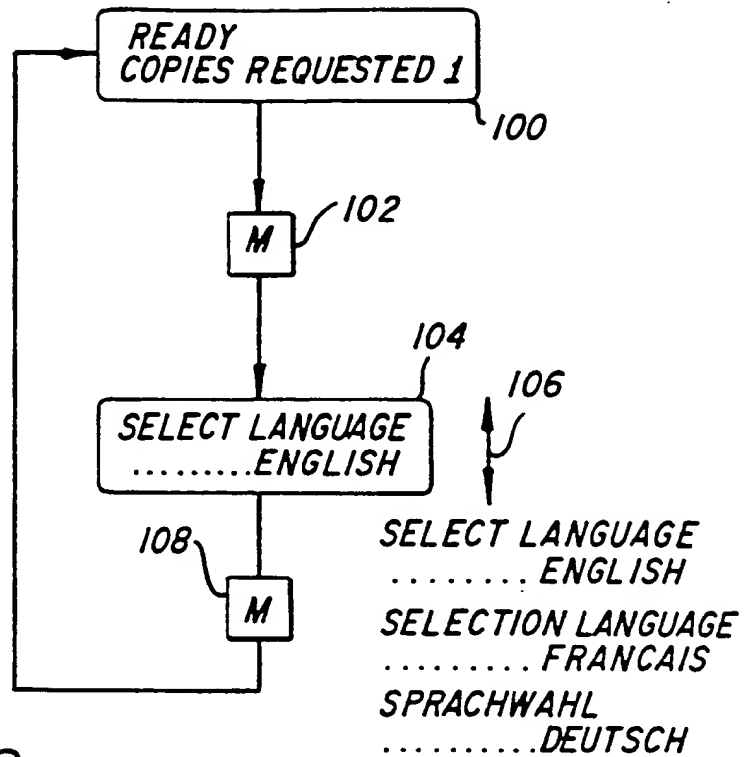 READY
COPIES REQUESTED 1
100
M
102
104
SELECT LANGUAGE
.........ENGLISH
106
108
M
SELECT LANGUAGE
........ ENGLISH
SELECTION LANGUAGE
......... FRANCAIS
SPRACHWAHL
..........DEUTSCH